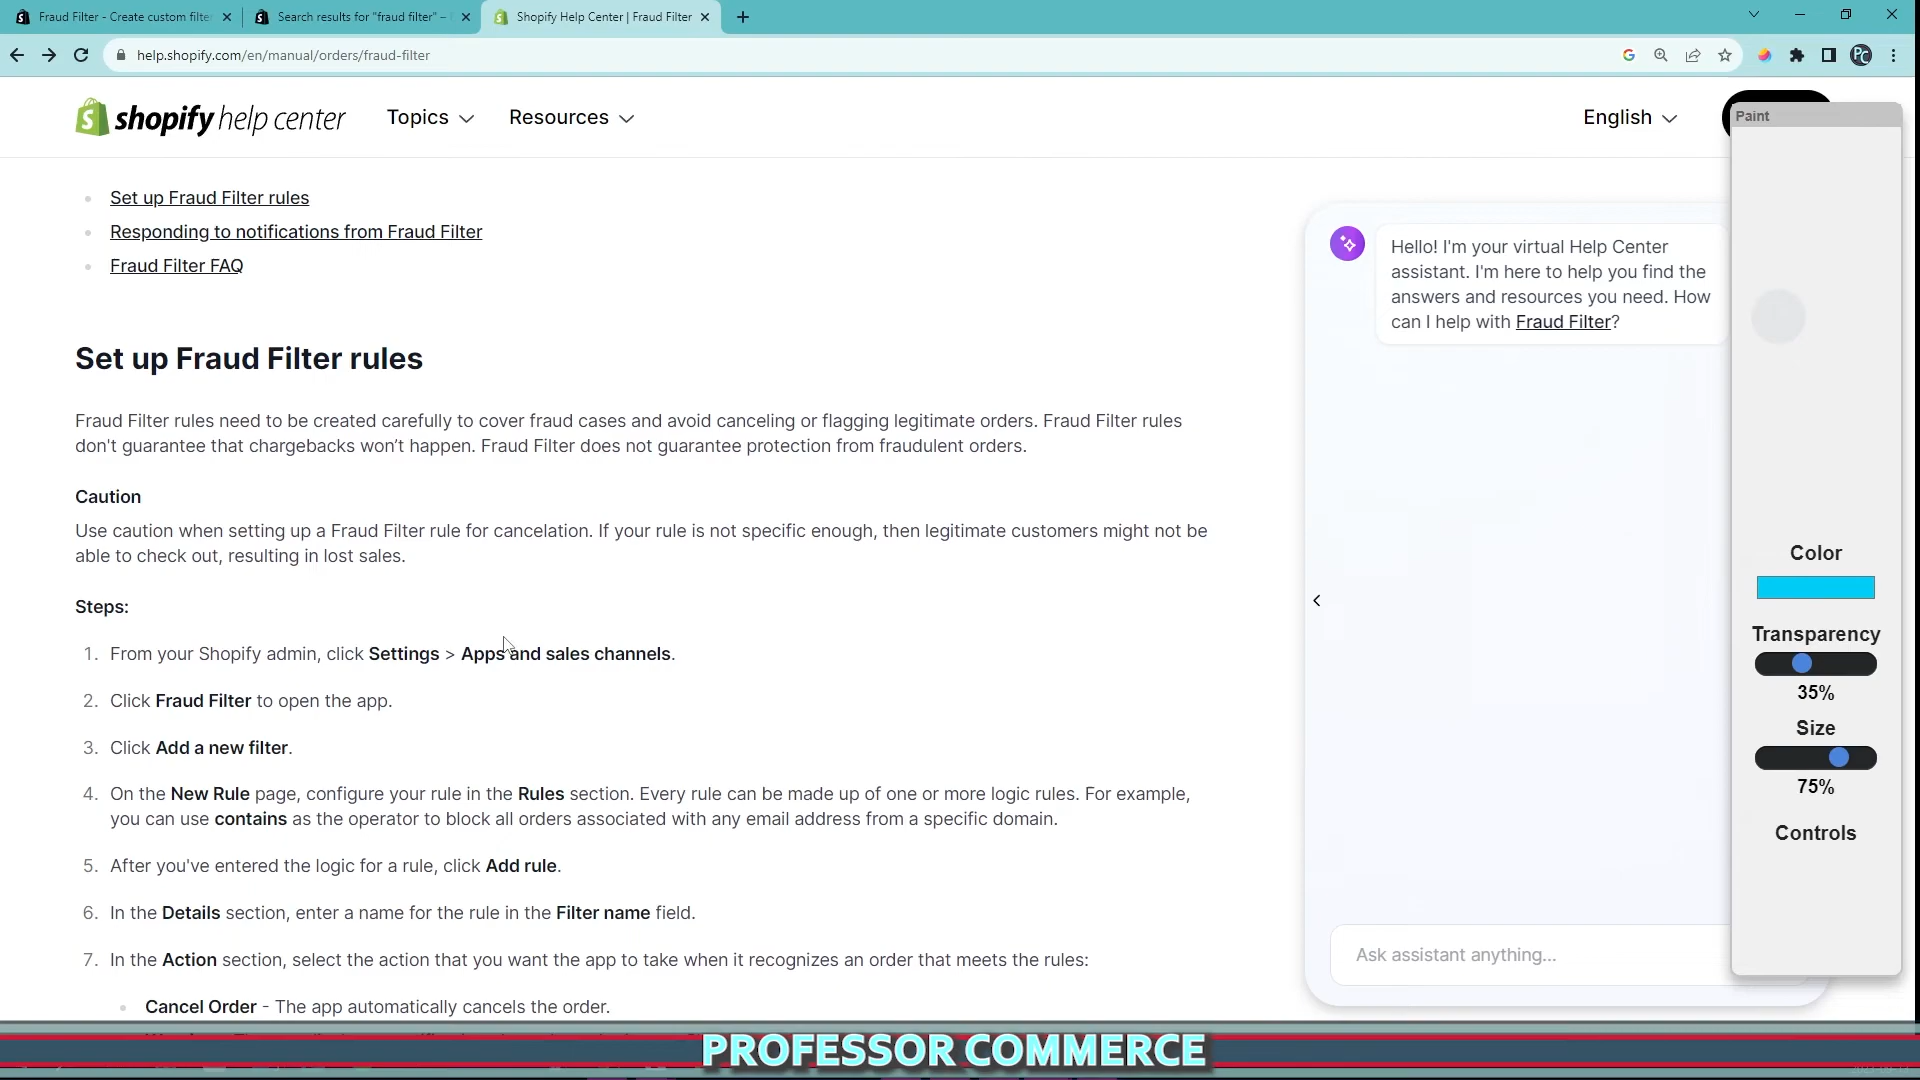 Fraud Filter - Create custom filter
Search results for "fraud filter" –
Shopify Help Center | Fraud Filter
help.shopify.com/en/manual/orders/fraud-filter
shopify help center
Topics
Resources
English
Paint
Set up Fraud Filter rules
Responding to notifications from Fraud Filter
Fraud Filter FAQ
Hello! I'm your virtual Help Center
assistant. I'm here to help you find the
answers and resources you need. How
can I help with Fraud Filter?
Set up Fraud Filter rules
Fraud Filter rules need to be created carefully to cover fraud cases and avoid canceling or flagging legitimate orders. Fraud Filter rules
don't guarantee that chargebacks won’t happen. Fraud Filter does not guarantee protection from fraudulent orders.
Caution
Use caution when setting up a Fraud Filter rule for cancelation. If your rule is not specific enough, then legitimate customers might not be
able to check out, resulting in lost sales.
Steps:
1. From your Shopify admin, click Settings > Apps and sales channels.
2. Click Fraud Filter to open the app.
3. Click Add a new filter.
4. On the New Rule page, configure your rule in the Rules section. Every rule can be made up of one or more logic rules. For example,
you can use contains as the operator to block all orders associated with any email address from a specific domain.
5. After you've entered the logic for a rule, click Add rule.
6. In the Details section, enter a name for the rule in the Filter name field.
7. In the Action section, select the action that you want the app to take when it recognizes an order that meets the rules:
Cancel Order - The app automatically cancels the order.
Ask assistant anything...
Color
Transparency
35%
Size
75%
Controls
PROFESSOR COMMERCE